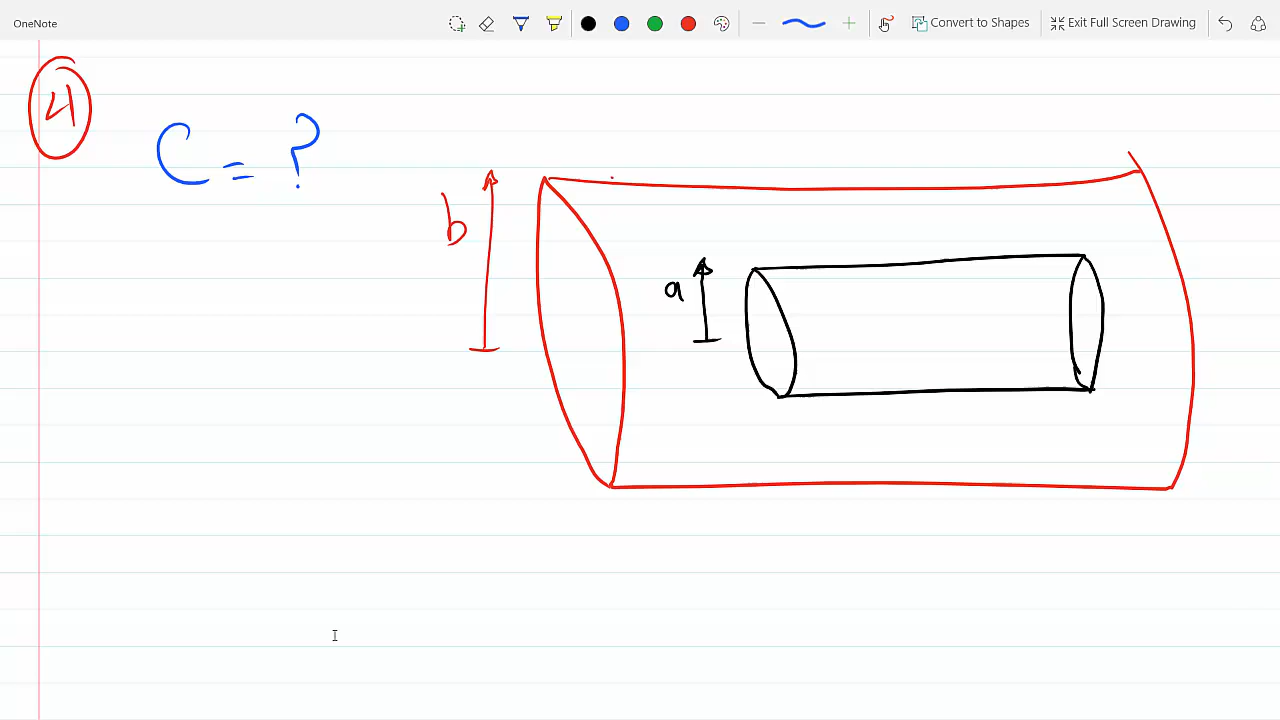 OneNote
Convert to Shapes
Exit Full Screen Drawing
4
C = ?
b
a